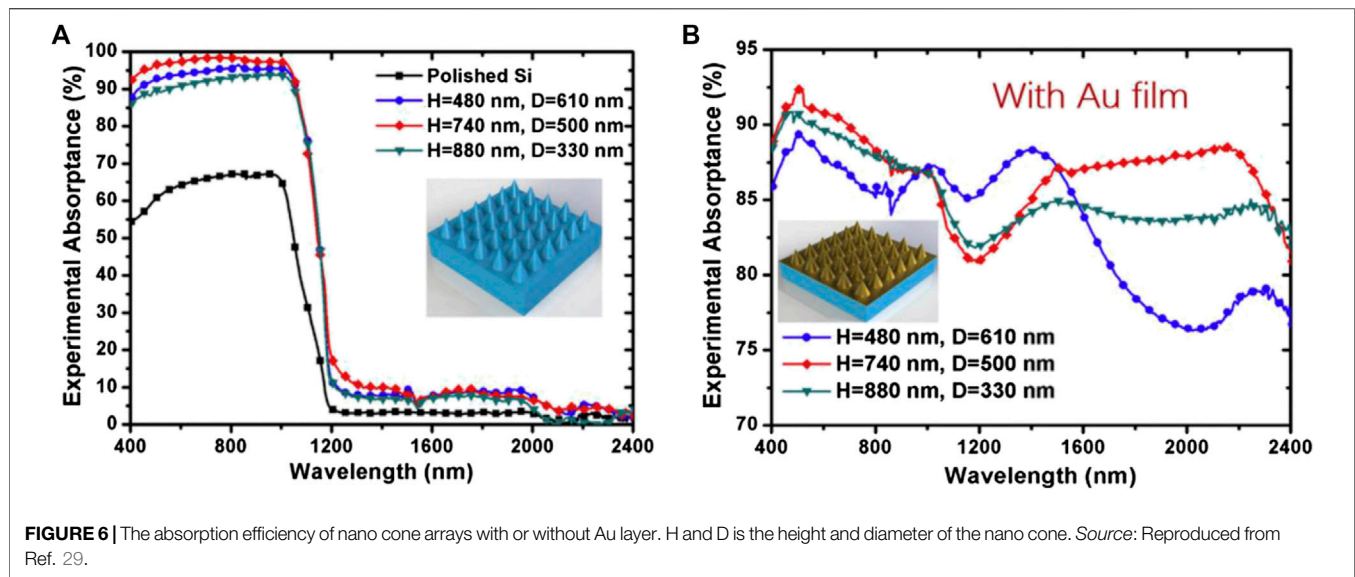 A
100
90
80
70
60
50
40
30
20
10
0
Experimental Absorptance (%)
Polished Si
H=480 nm, D=610 nm
H=740 nm, D=500 nm
H=880 nm, D=330 nm
400 800 1200 1600 2000 2400
Wavelength (nm)
B
95
90
85
80
75
70
Experimental Absorptance (%)
With Au film
H=480 nm, D=610 nm
H=740 nm, D=500 nm
H=880 nm, D=330 nm
400 800 1200 1600 2000 2400
Wavelength (nm)
FIGURE 6 | The absorption efficiency of nano cone arrays with or without Au layer. H and D is the height and diameter of the nano cone. Source: Reproduced from
Ref. 29.